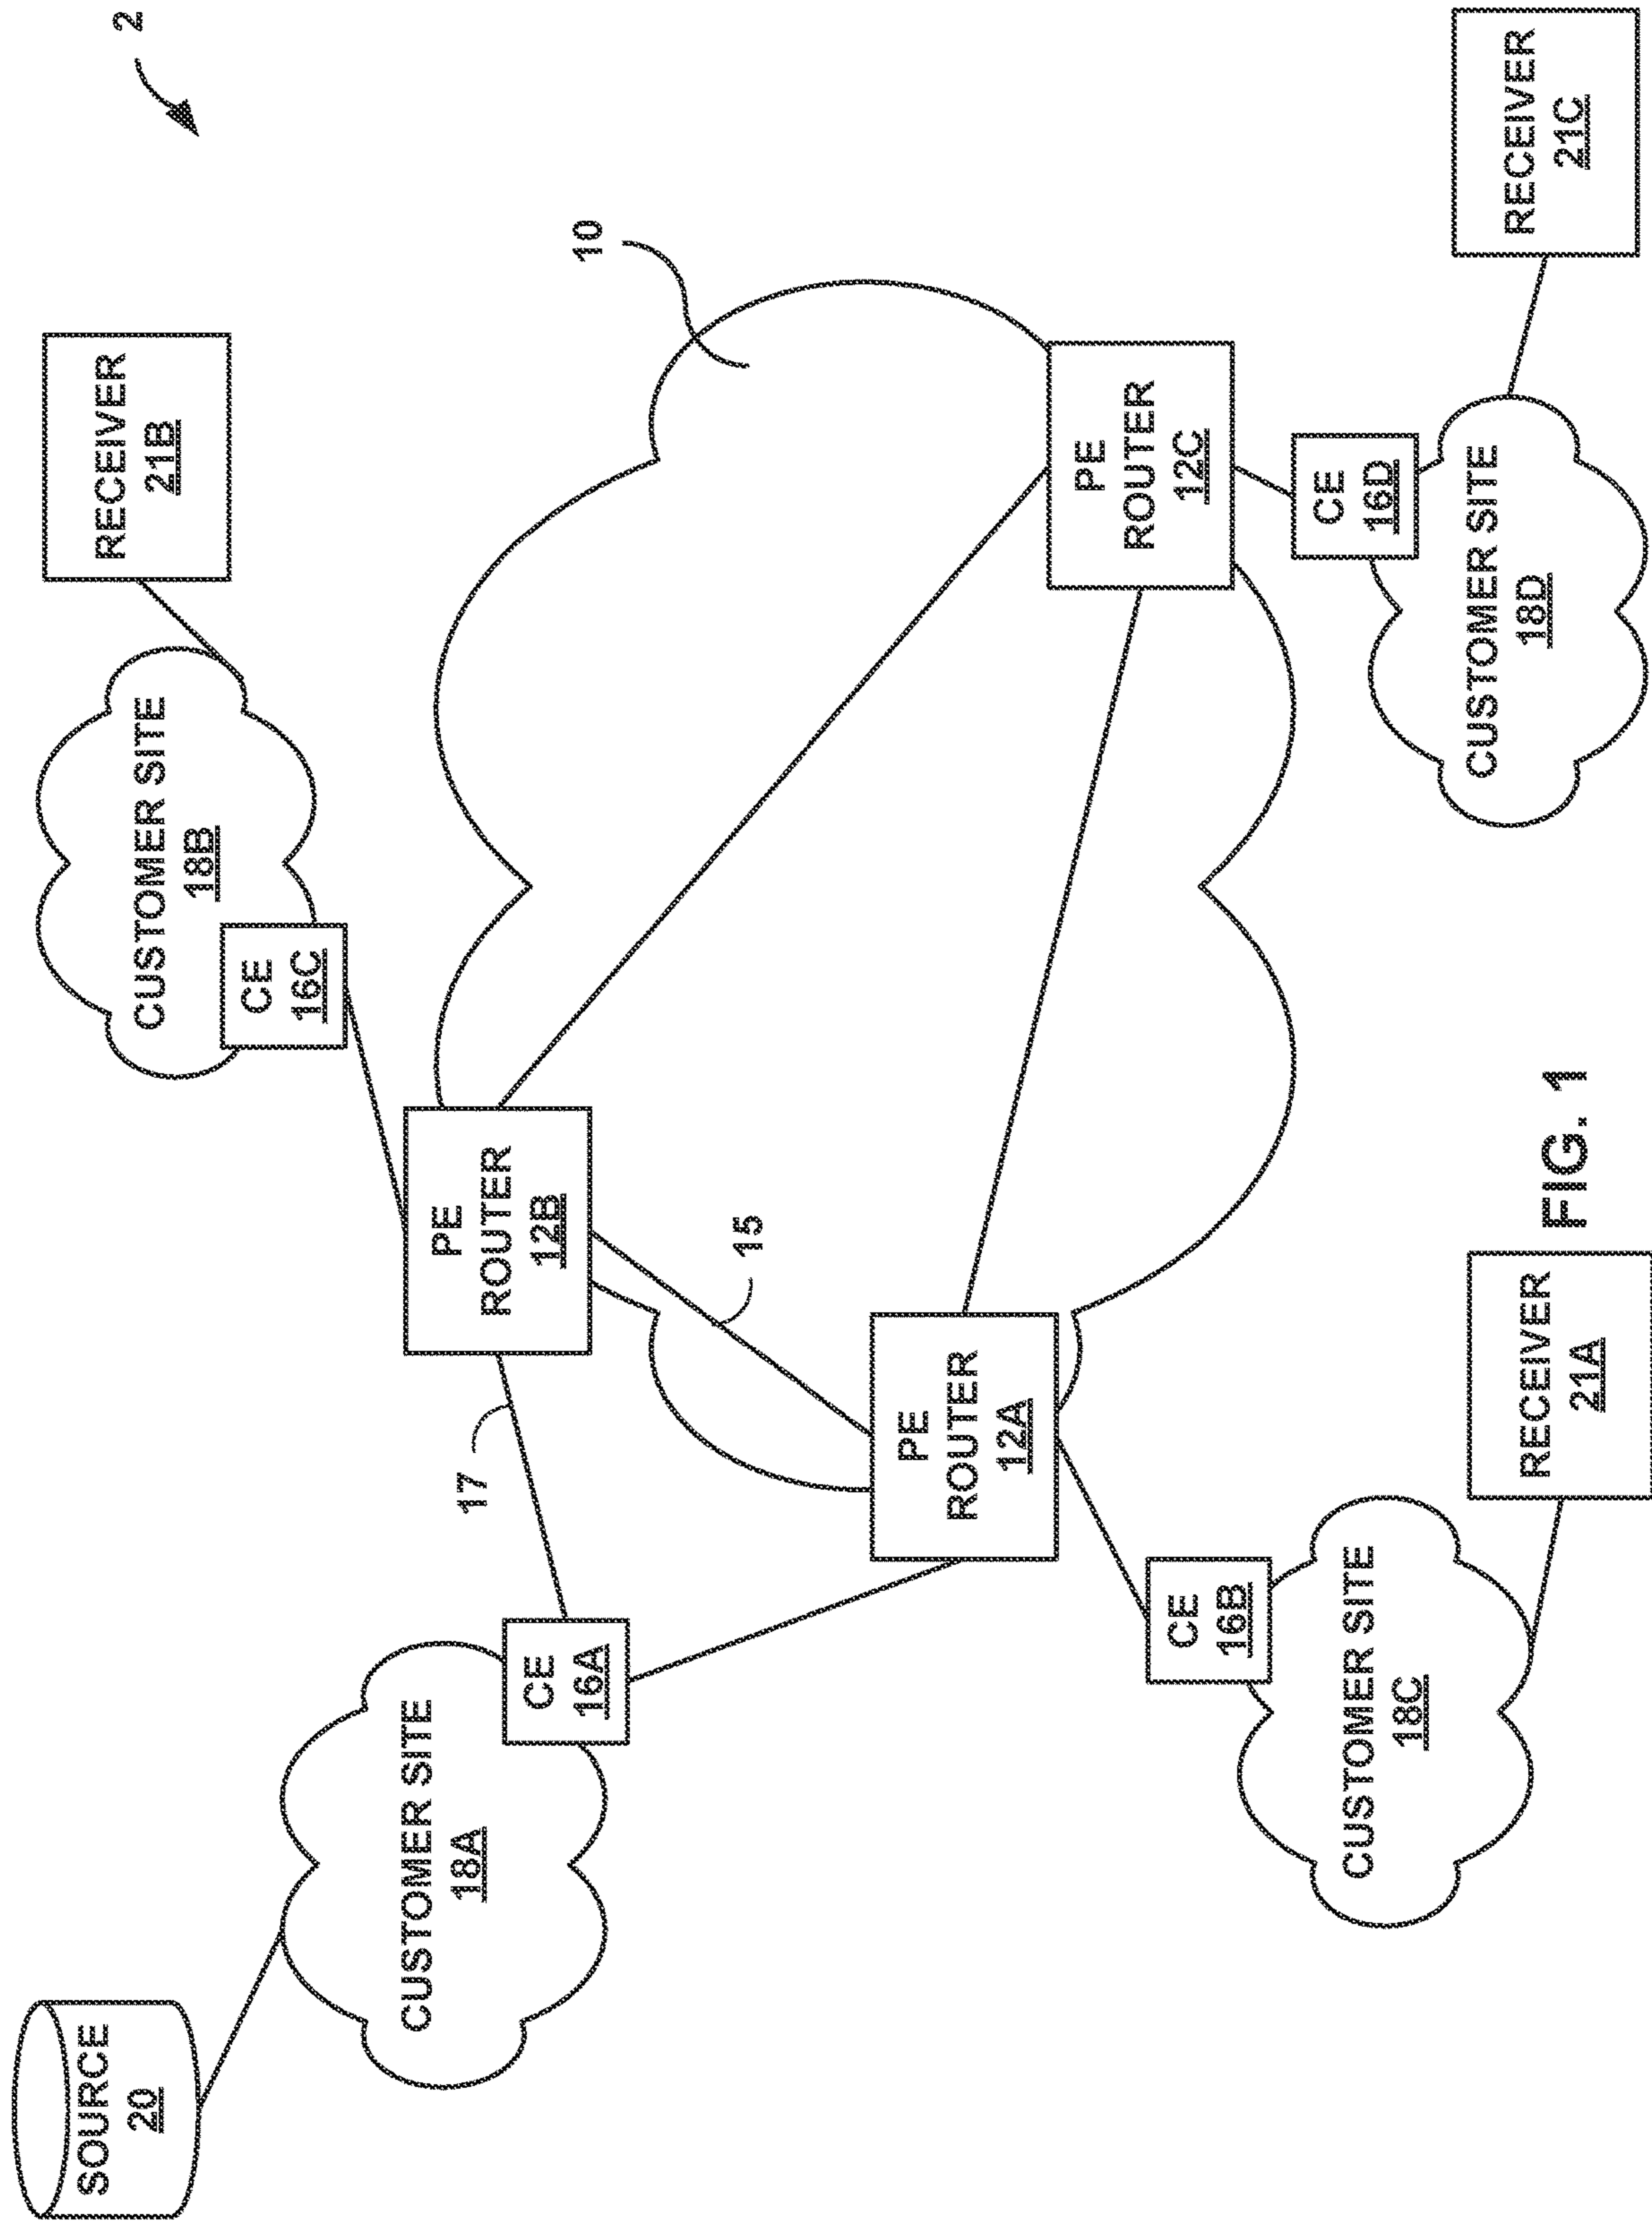 2
SOURCE
20
CUSTOMER SITE
18B
RECEIVER
21B
CE
16C
CUSTOMER SITE
18A
CE
16A
17
PE
ROUTER
12B
10
15
PE
ROUTER
12A
PE
ROUTER
12C
CE
16B
CUSTOMER SITE
18C
CE
16D
CUSTOMER SITE
18D
RECEIVER
21A
RECEIVER
21C
FIG. 1